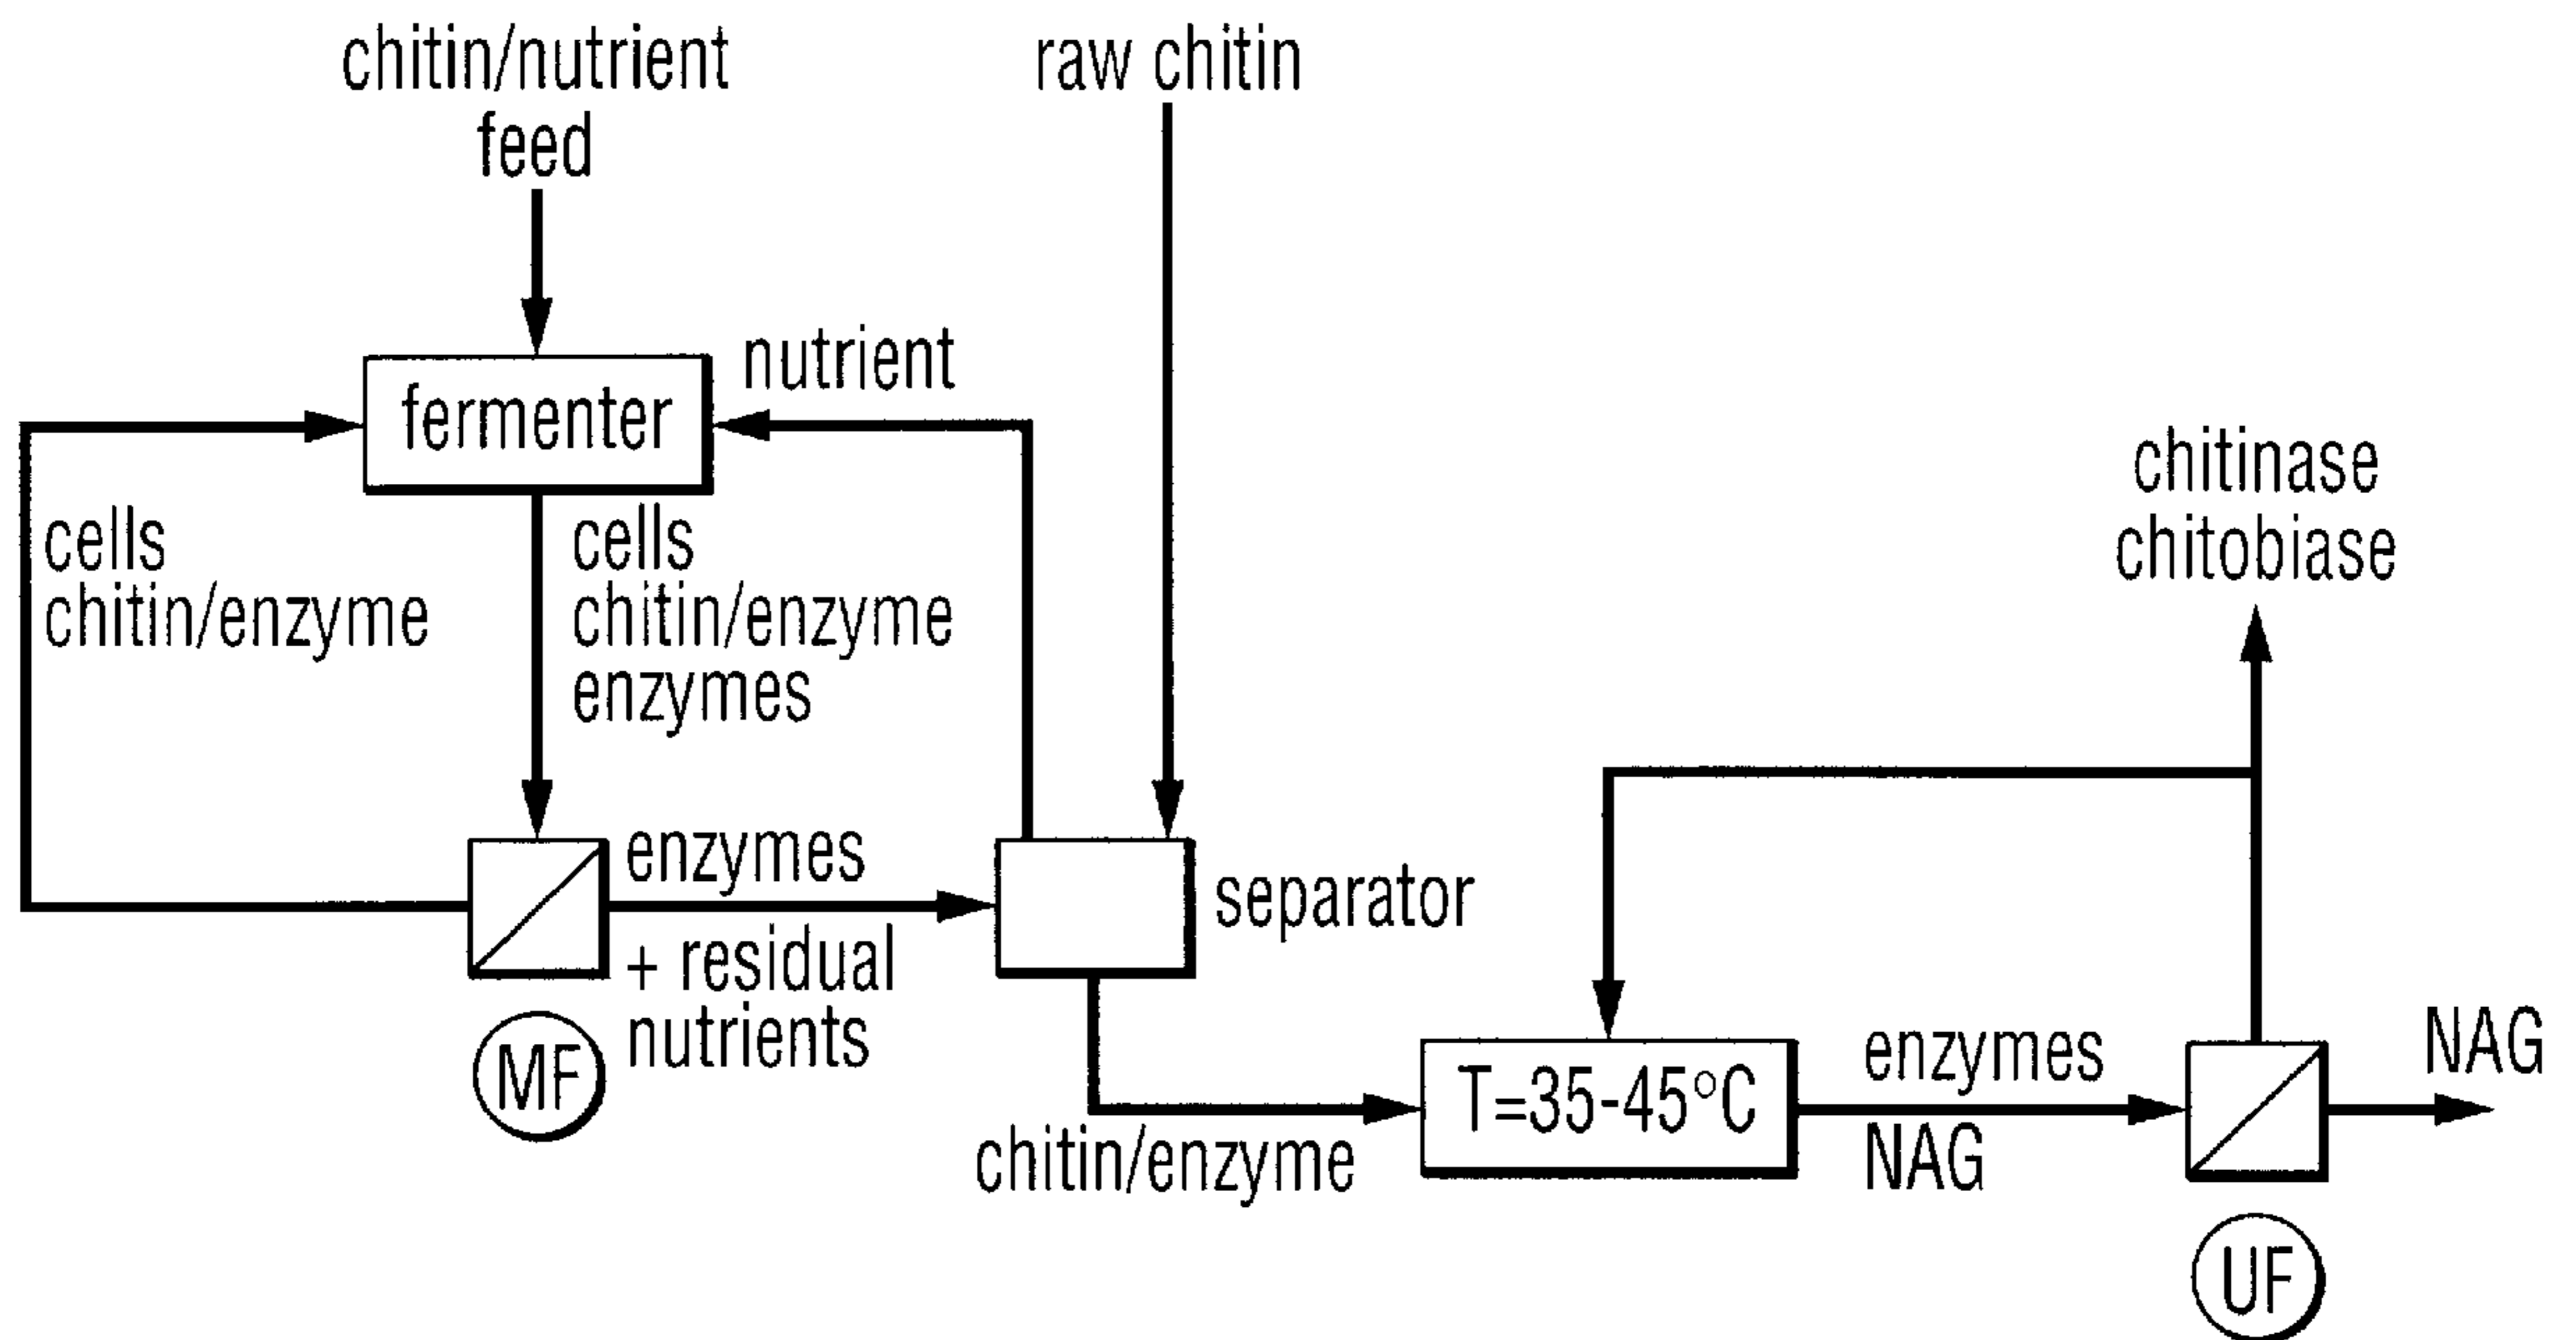 chitin/nutrient
feed
raw chitin
nutrient
fermenter
cells
chitin/enzyme
cells
chitin/enzyme
enzymes
chitinase
chitobiase
enzymes
+ residual
nutrients
separator
MF
chitin/enzyme
T=35-45°C
enzymes
NAG
NAG
UF